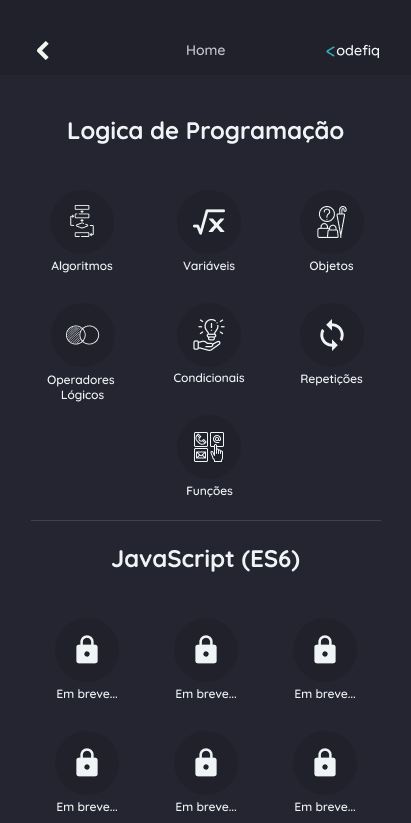 Home
<odefiq
Logica de Programação
Algoritmos
Variáveis
Objetos
Operadores
Lógicos
Condicionais
Repetições
Funções
JavaScript (ES6)
Em breve...
Em breve...
Em breve...
Em breve...
Em breve...
Em breve...